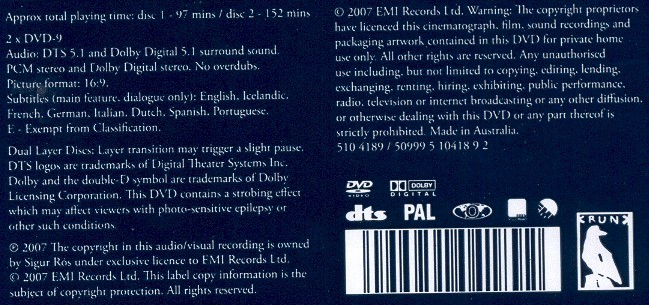 Approx total playing time: disc 1 - 97 mins / disc 2 - 152 mins
2 x DVD-9
Audio: DTS 5.1 and Dolby Digital 5.1 surround sound.
PCM stereo and Dolby Digital stereo. No overdubs.
Picture format: 16:9.
Subtitles (main feature, dialogue only): English, Icelandic,
French, German, Italian, Dutch, Spanish, Portuguese.
E - Exempt from Classification.
Dual Layer Discs: Layer transition may trigger a slight pause.
DTS logos are trademarks of Digital Theater Systems Inc.
Dolby and the double-D symbol are trademarks of Dolby
Licensing Corporation. This DVD contains a strobing effect
which may affect viewers with photo-sensitive epilepsy or
other such conditions.
℗ 2007 The copyright in this audio/visual recording is owned
by Sigur Rós under exclusive licence to EMI Records Ltd.
© 2007 EMI Records Ltd. This label copy information is the
subject of copyright protection. All rights reserved.
© 2007 EMI Records Ltd. Warning: The copyright proprietors
have licenced this cinematograph, film, sound recordings and
packaging artwork contained in this DVD for private home
use only. All other rights are reserved. Any unauthorised
use including, but not limited to copying, editing, lending,
exchanging, renting, hiring, exhibiting, public performance,
radio, television or internet broadcasting or any other diffusion,
or otherwise dealing with this DVD or any part thereof is
strictly prohibited. Made in Australia.
510 4189 / 50999 5 10418 9 2
DVD VIDEO
DOLBY DIGITAL
dts PAL
KRUNK